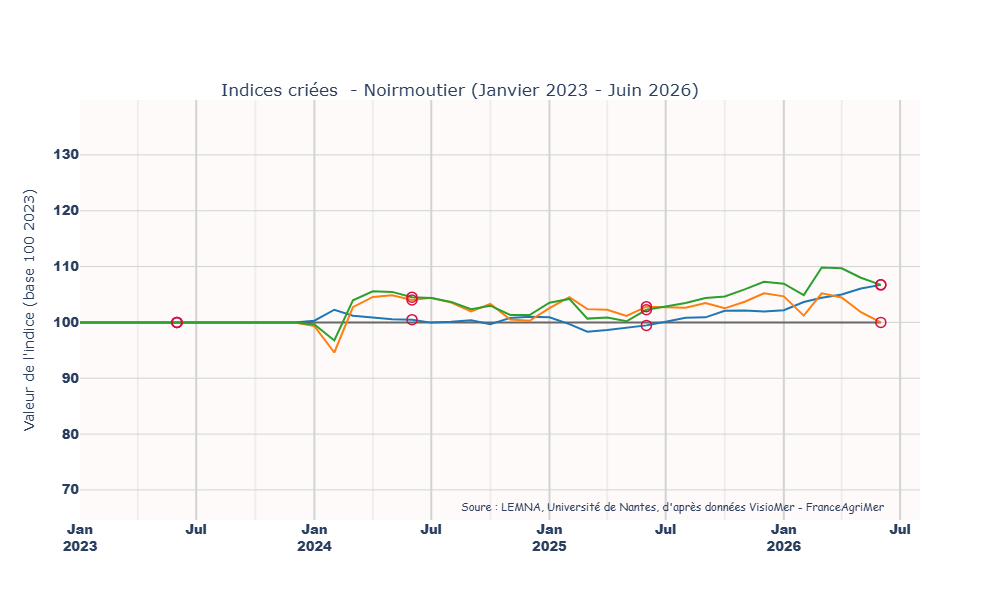 Indices criées  - Noirmoutier (Janvier 2023 - Juin 2026)
Valeur de l'indice (base 100 2023)
130
120
110
100
90
80
70
Soure : LEMNA, Université de Nantes, d'après données VisioMer - FranceAgriMer
Jan Jul Jan Jul Jan Jul Jan Jul
2023 2024 2025 2026